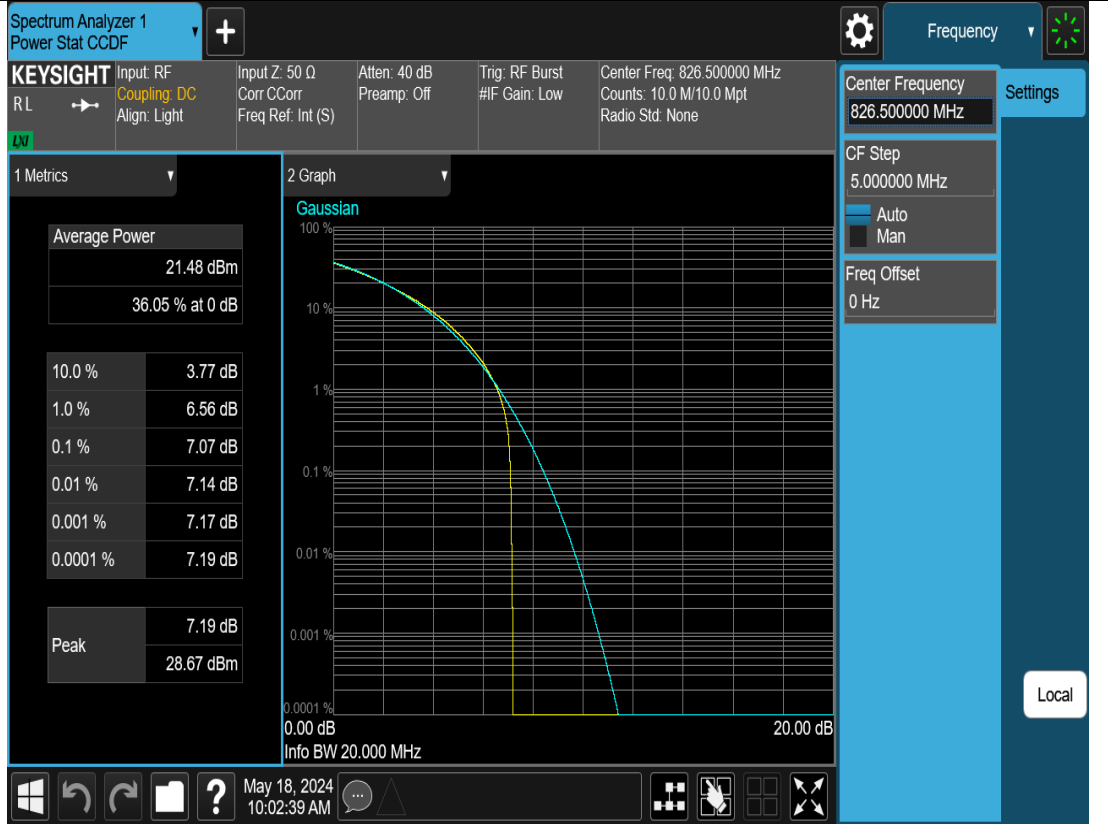 Spectrum Analyzer 1
Power Stat CCDF
+
Frequency
KEYSIGHT
RL
LXI
Input: RF
Coupling: DC
Align: Light
Input Z: 50 Ω
Corr CCorr
Freq Ref: Int (S)
Atten: 40 dB
Preamp: Off
Trig: RF Burst
#IF Gain: Low
Center Freq: 826.500000 MHz
Counts: 10.0 M/10.0 Mpt
Radio Std: None
Center Frequency
826.500000 MHz
Settings
CF Step
5.000000 MHz
Auto
Man
Freq Offset
0 Hz
1 Metrics
Average Power
21.48 dBm
36.05 % at 0 dB
10.0 % 3.77 dB
1.0 % 6.56 dB
0.1 % 7.07 dB
0.01 % 7.14 dB
0.001 % 7.17 dB
0.0001 % 7.19 dB
Peak
7.19 dB
28.67 dBm
2 Graph
Gaussian
100 %
10 %
1 %
0.1 %
0.01 %
0.001 %
0.0001 %
0.00 dB
20.00 dB
Info BW 20.000 MHz
Local
?
May 18, 2024
10:02:39 AM